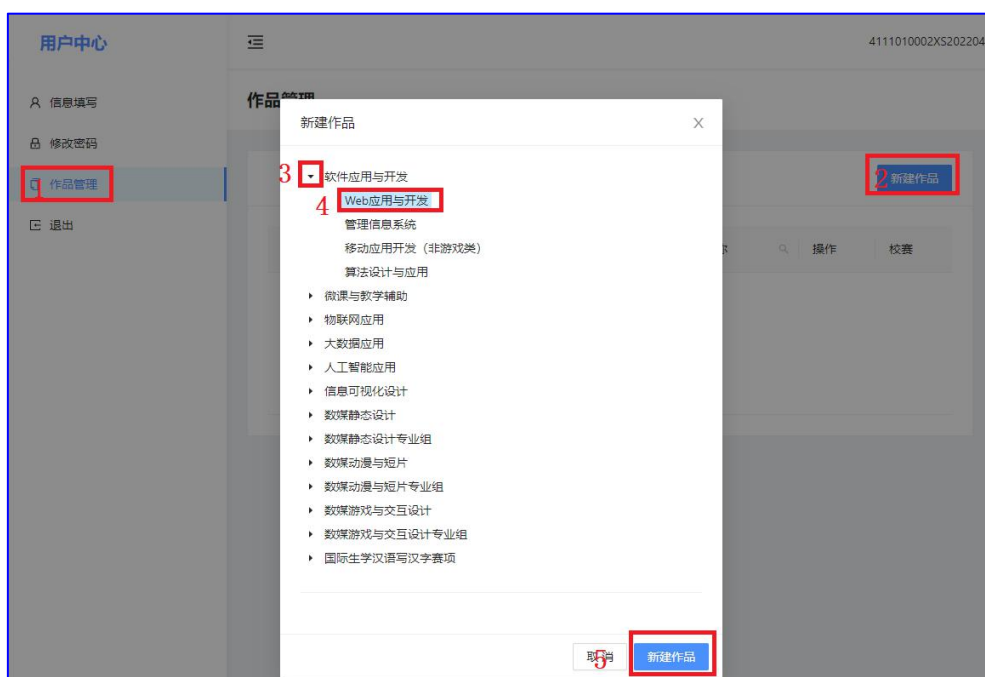 用户中心
4111010002XS202204
信息填写
作品管理
新建作品 X
修改密码
3 软件应用与开发
2 新建作品
1 作品管理
4 Web应用与开发
退出
管理信息系统
移动应用开发（非游戏类）
操作 校赛
算法设计与应用
微课与教学辅助
物联网应用
大数据应用
人工智能应用
信息可视化设计
数媒静态设计
数媒静态设计专业组
数媒动漫与短片
数媒动漫与短片专业组
数媒游戏与交互设计
数媒游戏与交互设计专业组
国际生学汉语写汉字赛项
取消 5 新建作品